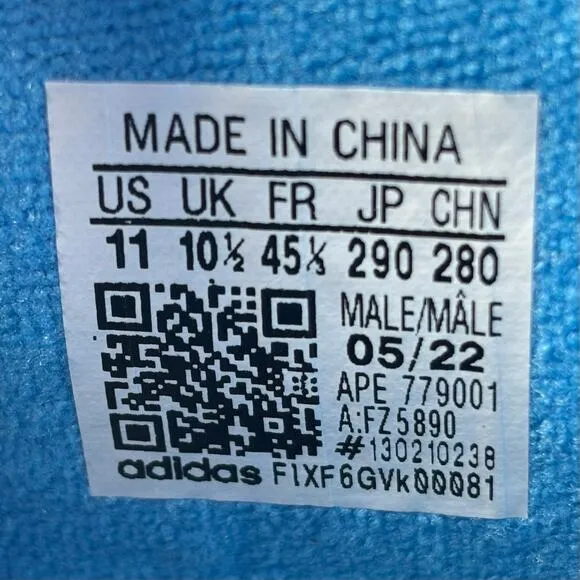 MADE IN CHINA
US UK FR JP CHN
11 10½ 45⅓ 290 280
MALE/MÂLE
05/22
APE 779001
A:FZ5890
#130210238
adidas F1XF6GVk00081